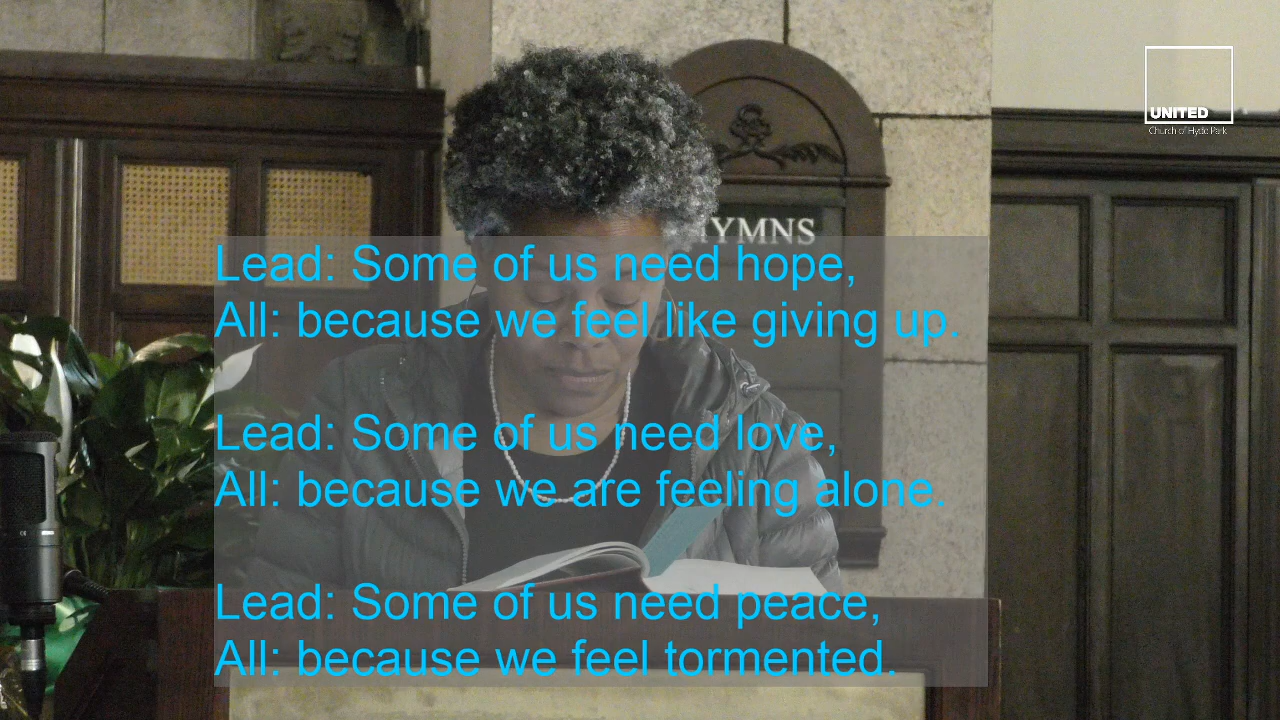 UNITED
Church of Hyde Park
HYMNS
Lead: Some of us need hope,
All: because we feel like giving up.
Lead: Some of us need love,
All: because we are feeling alone.
Lead: Some of us need peace,
All: because we feel tormented.